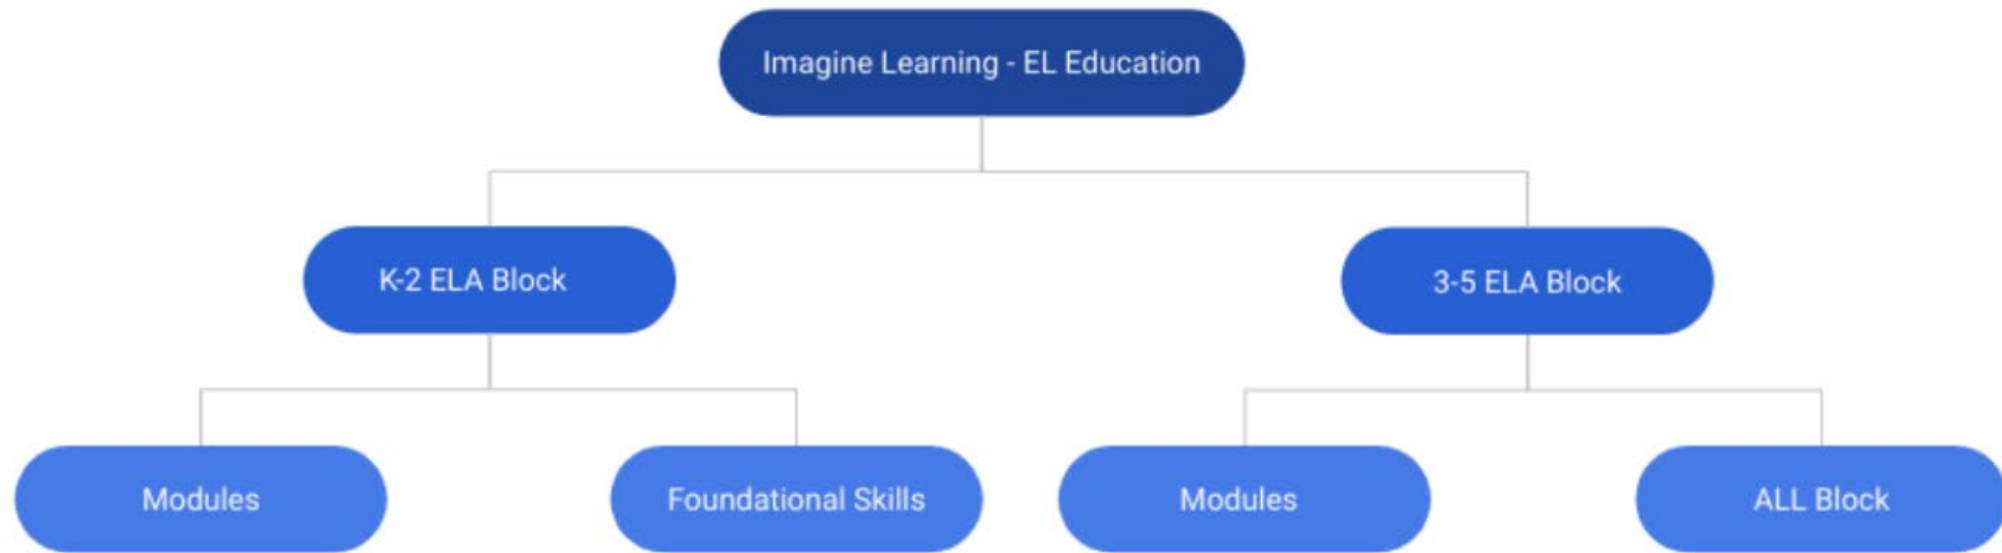 Imagine Learning - EL Education
K-2 ELA Block
3-5 ELA Block
Modules
Foundational Skills
Modules
ALL Block